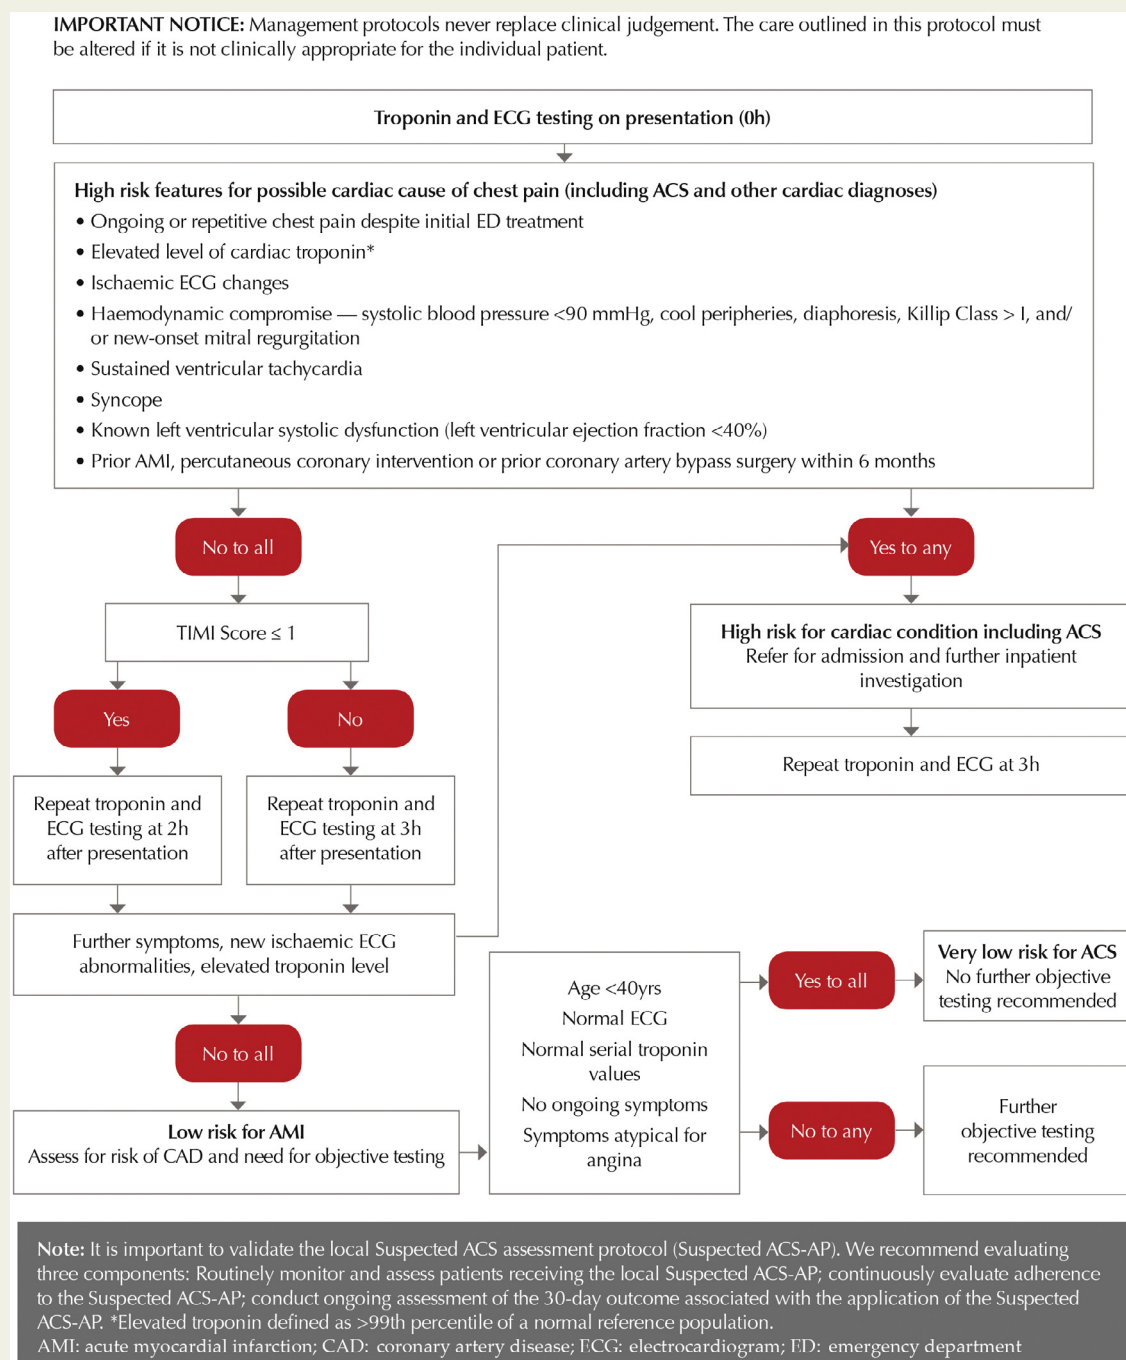 IMPORTANT NOTICE: Management protocols never replace clinical judgement. The care outlined in this protocol must
be altered if it is not clinically appropriate for the individual patient.
Troponin and ECG testing on presentation (0h)
High risk features for possible cardiac cause of chest pain (including ACS and other cardiac diagnoses)
• Ongoing or repetitive chest pain despite initial ED treatment
• Elevated level of cardiac troponin*
• Ischaemic ECG changes
• Haemodynamic compromise — systolic blood pressure <90 mmHg, cool peripheries, diaphoresis, Killip Class > I, and/
or new-onset mitral regurgitation
• Sustained ventricular tachycardia
• Syncope
• Known left ventricular systolic dysfunction (left ventricular ejection fraction <40%)
• Prior AMI, percutaneous coronary intervention or prior coronary artery bypass surgery within 6 months
No to all
Yes to any
TIMI Score ≤ 1
High risk for cardiac condition including ACS
Refer for admission and further inpatient
investigation
Yes
No
Repeat troponin and ECG at 3h
Repeat troponin and
ECG testing at 2h
after presentation
Repeat troponin and
ECG testing at 3h
after presentation
Further symptoms, new ischaemic ECG
abnormalities, elevated troponin level
No to all
Low risk for AMI
Assess for risk of CAD and need for objective testing
Age <40yrs
Normal ECG
Normal serial troponin
values
No ongoing symptoms
Symptoms atypical for
angina
Yes to all
Very low risk for ACS
No further objective
testing recommended
No to any
Further
objective testing
recommended
Note: It is important to validate the local Suspected ACS assessment protocol (Suspected ACS-AP). We recommend evaluating
three components: Routinely monitor and assess patients receiving the local Suspected ACS-AP; continuously evaluate adherence
to the Suspected ACS-AP; conduct ongoing assessment of the 30-day outcome associated with the application of the Suspected
ACS-AP. *Elevated troponin defined as >99th percentile of a normal reference population.
AMI: acute myocardial infarction; CAD: coronary artery disease; ECG: electrocardiogram; ED: emergency department